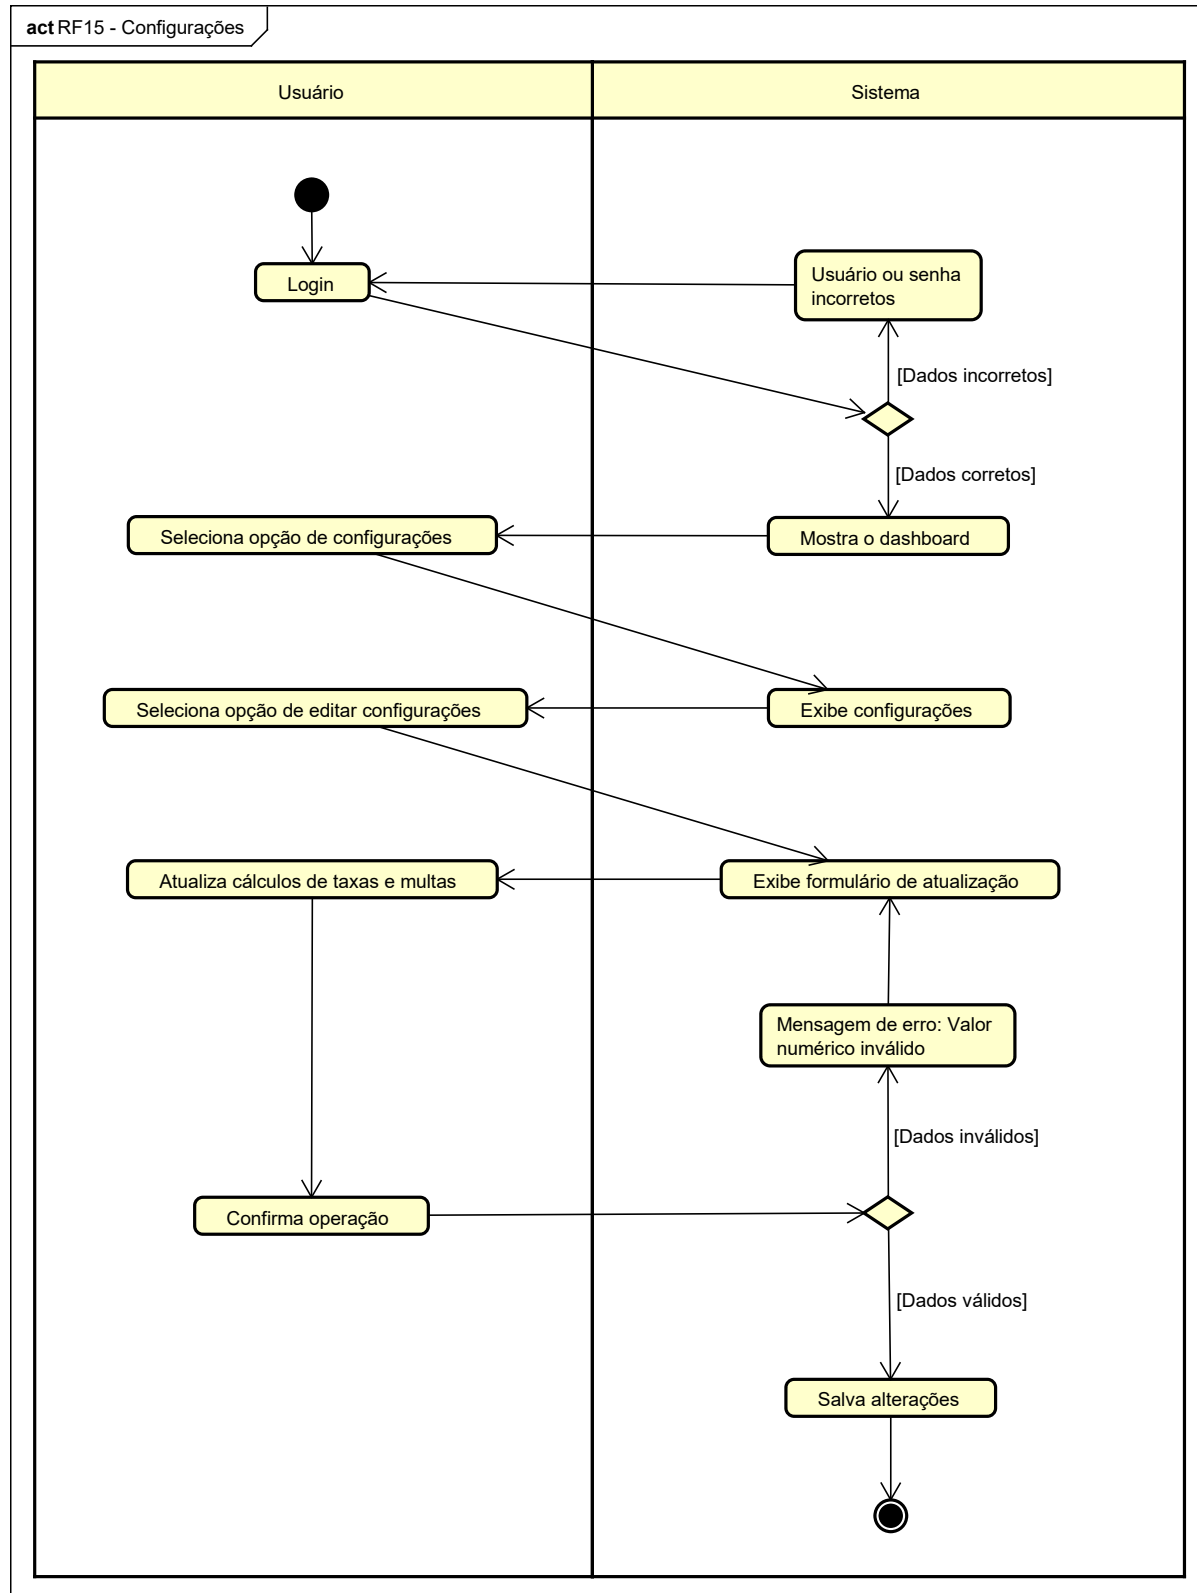 act RF15 - Configurações
Usuário
Sistema
Login
Usuário ou senha
incorretos
[Dados incorretos]
[Dados corretos]
Seleciona opção de configurações
Mostra o dashboard
Seleciona opção de editar configurações
Exibe configurações
Atualiza cálculos de taxas e multas
Exibe formulário de atualização
Mensagem de erro: Valor
numérico inválido
[Dados inválidos]
Confirma operação
[Dados válidos]
Salva alterações